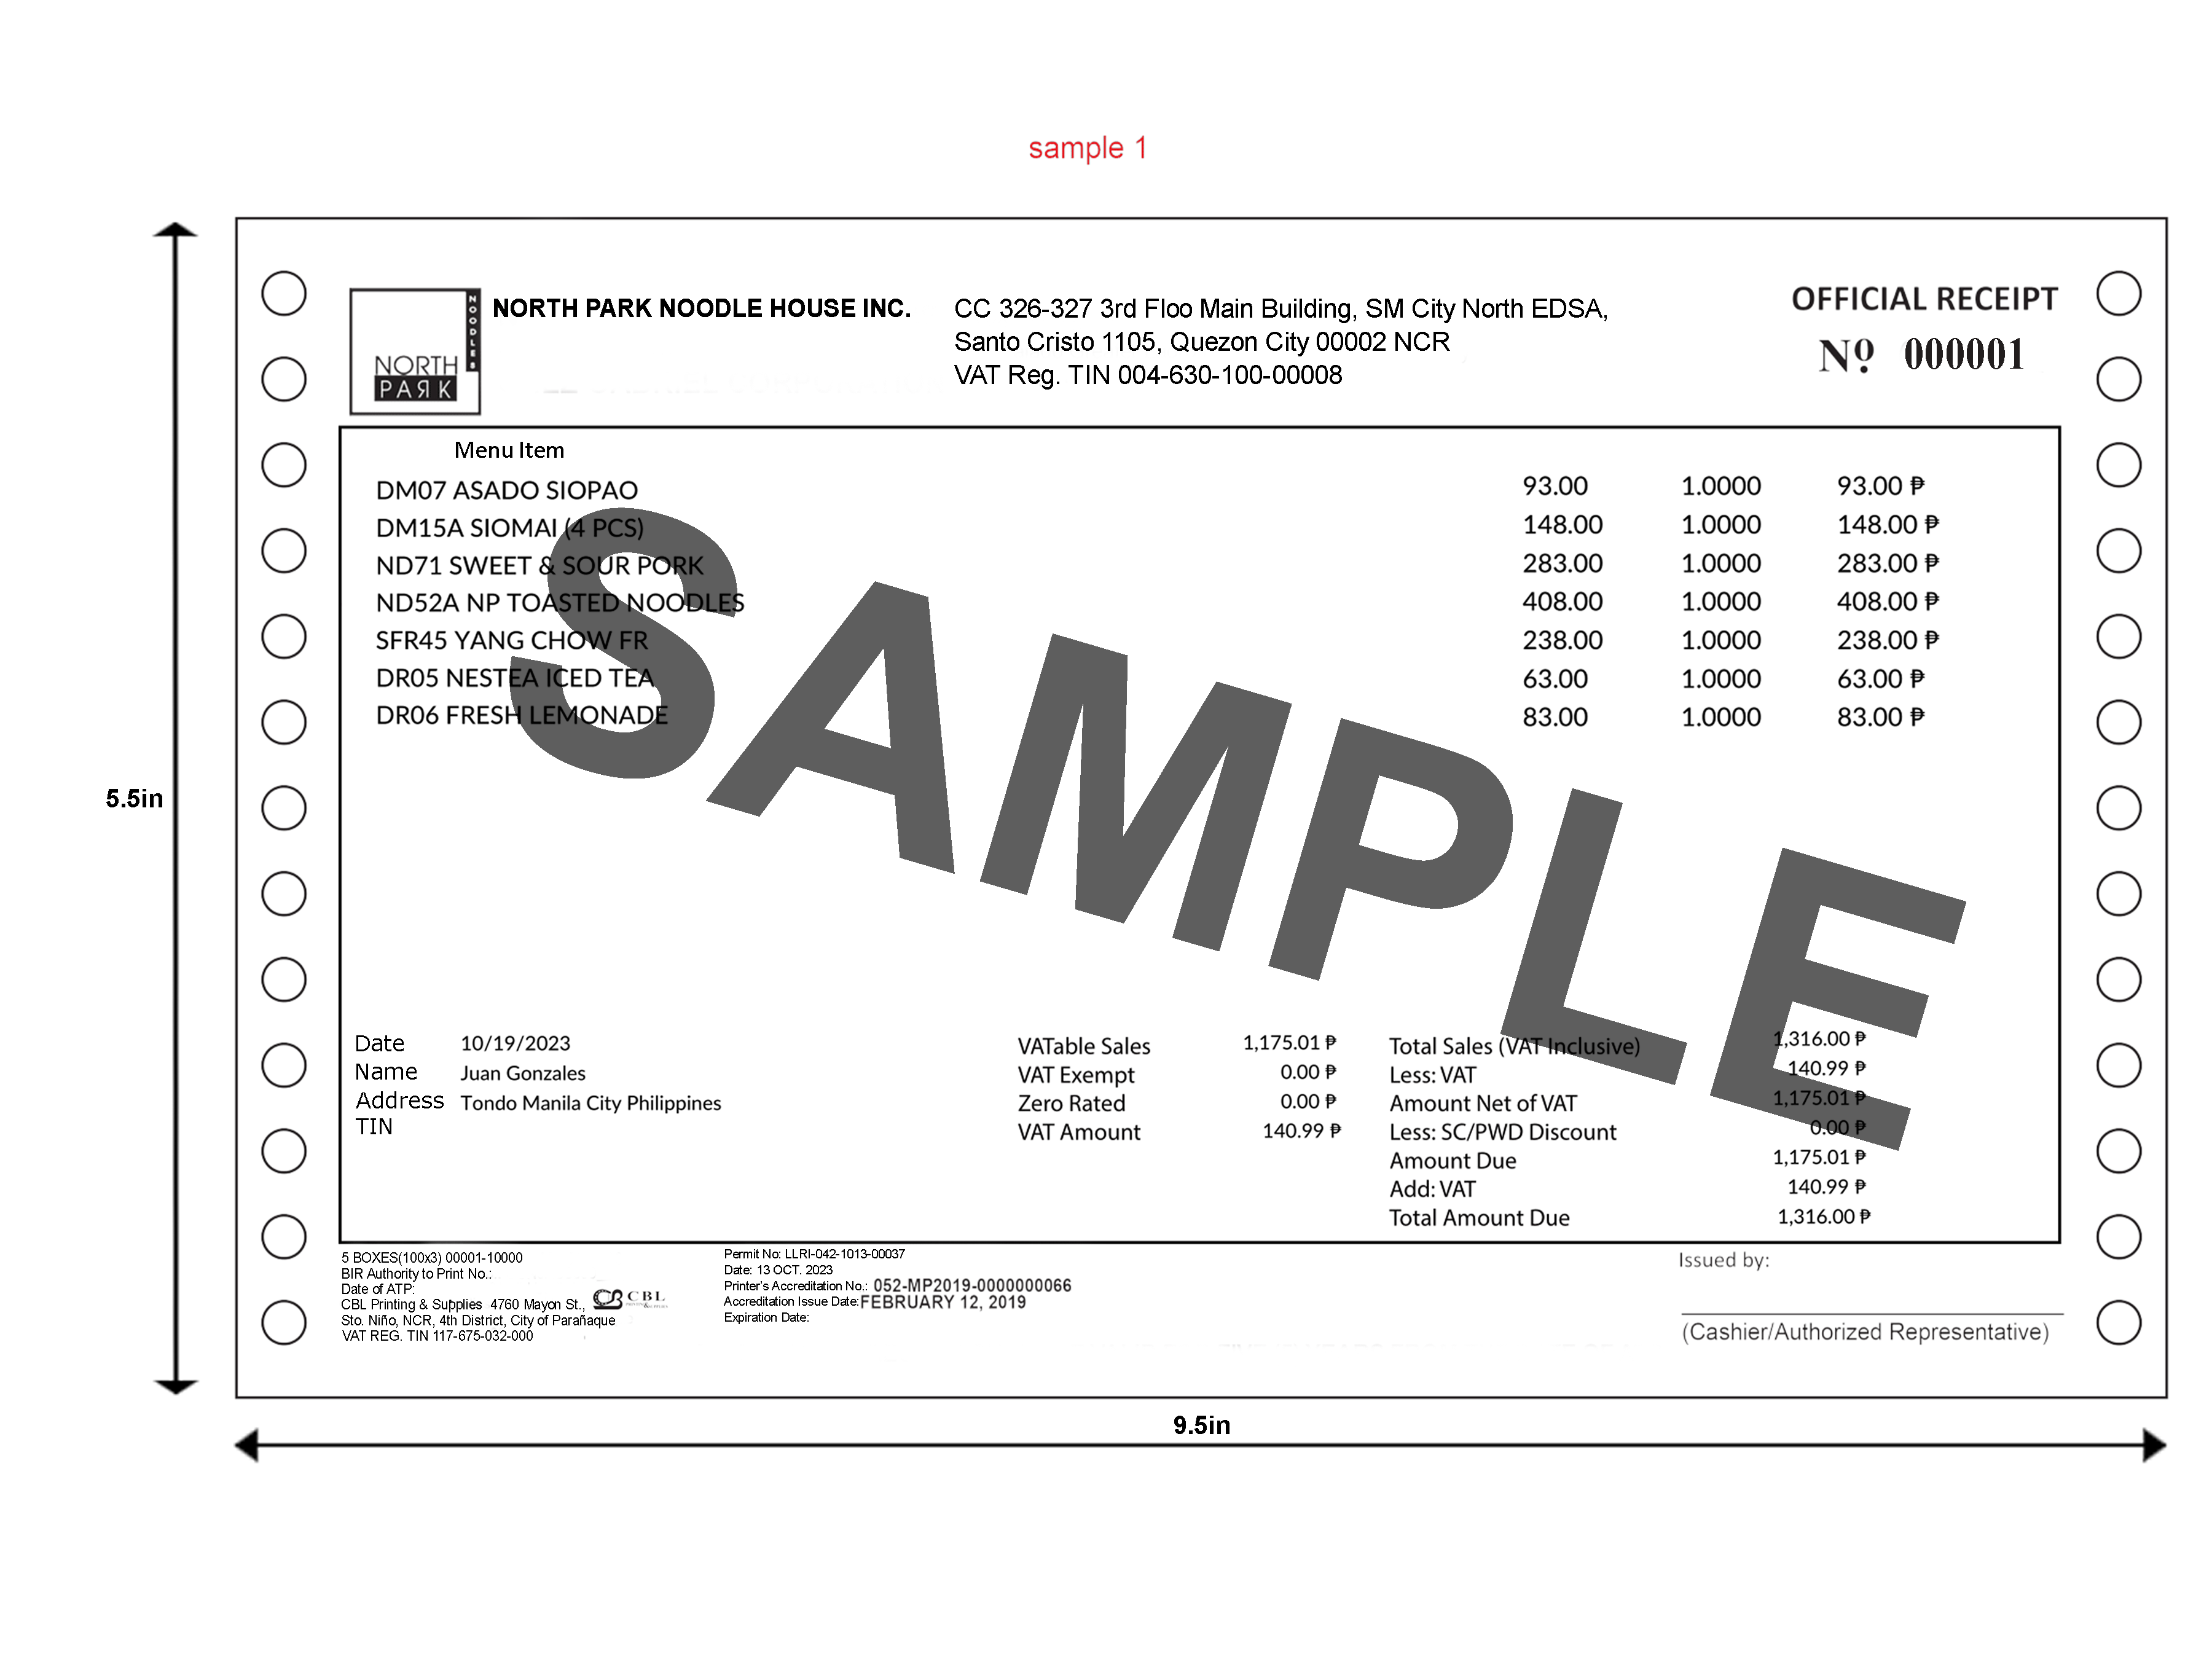 sample 1
NORTH PARK NOODLES
NORTH PARK NOODLE HOUSE INC.
CC 326-327 3rd Floo Main Building, SM City North EDSA,
Santo Cristo 1105, Quezon City 00002 NCR
VAT Reg. TIN 004-630-100-00008
OFFICIAL RECEIPT
Nº 000001
Menu Item
DM07 ASADO SIOPAO 93.00 1.0000 93.00 ₱
DM15A SIOMAI (4 PCS) 148.00 1.0000 148.00 ₱
ND71 SWEET & SOUR PORK 283.00 1.0000 283.00 ₱
ND52A NP TOASTED NOODLES 408.00 1.0000 408.00 ₱
SFR45 YANG CHOW FR 238.00 1.0000 238.00 ₱
DR05 NESTEA ICED TEA 63.00 1.0000 63.00 ₱
DR06 FRESH LEMONADE 83.00 1.0000 83.00 ₱
SAMPLE
5.5in
Date 10/19/2023
Name Juan Gonzales
Address Tondo Manila City Philippines
TIN
VATable Sales 1,175.01 ₱
VAT Exempt 0.00 ₱
Zero Rated 0.00 ₱
VAT Amount 140.99 ₱
Total Sales (VAT Inclusive) 1,316.00 ₱
Less: VAT 140.99 ₱
Amount Net of VAT 1,175.01 ₱
Less: SC/PWD Discount 0.00 ₱
Amount Due 1,175.01 ₱
Add: VAT 140.99 ₱
Total Amount Due 1,316.00 ₱
5 BOXES(100x3) 00001-10000
BIR Authority to Print No.:
Date of ATP:
CBL Printing & Supplies 4760 Mayon St.,
Sto. Niño, NCR, 4th District, City of Parañaque
VAT REG. TIN 117-675-032-000
CBL
Permit No: LLRI-042-1013-00037
Date: 13 OCT. 2023
Printer's Accreditation No.: 052-MP2019-0000000066
Accreditation Issue Date: FEBRUARY 12, 2019
Expiration Date:
Issued by:
(Cashier/Authorized Representative)
9.5in